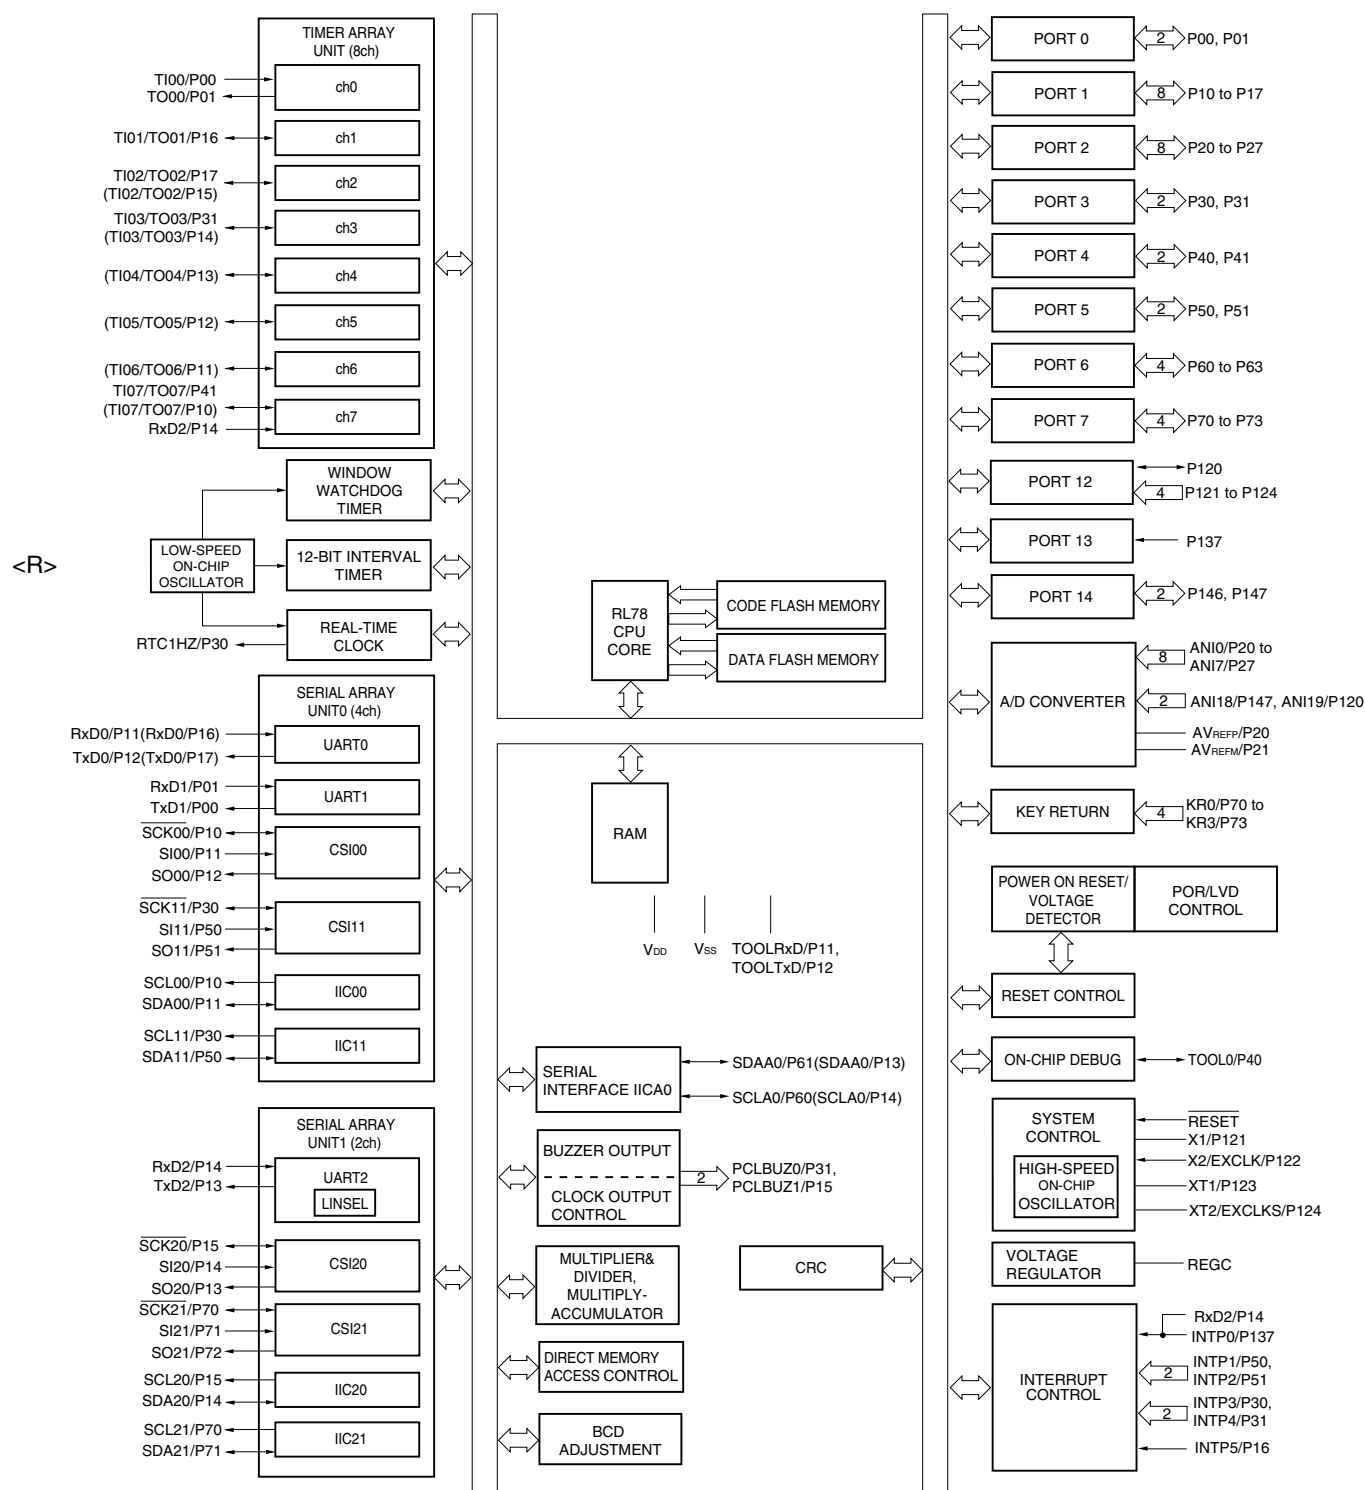 TIMER ARRAY
UNIT (8ch)
TI00/P00
TO00/P01
ch0
TI01/TO01/P16
ch1
TI02/TO02/P17
(TI02/TO02/P15)
ch2
TI03/TO03/P31
(TI03/TO03/P14)
ch3
(TI04/TO04/P13)
ch4
(TI05/TO05/P12)
ch5
(TI06/TO06/P11)
ch6
TI07/TO07/P41
(TI07/TO07/P10)
RxD2/P14
ch7
WINDOW
WATCHDOG
TIMER
<R>
LOW-SPEED
ON-CHIP
OSCILLATOR
12-BIT INTERVAL
TIMER
RTC1HZ/P30
REAL-TIME
CLOCK
SERIAL ARRAY
UNIT0 (4ch)
RxD0/P11(RxD0/P16)
TxD0/P12(TxD0/P17)
UART0
RxD1/P01
TxD1/P00
UART1
SCK00/P10
SI00/P11
SO00/P12
CSI00
SCK11/P30
SI11/P50
SO11/P51
CSI11
SCL00/P10
SDA00/P11
IIC00
SCL11/P30
SDA11/P50
IIC11
SERIAL ARRAY
UNIT1 (2ch)
RxD2/P14
TxD2/P13
UART2
LINSEL
SCK20/P15
SI20/P14
SO20/P13
CSI20
SCK21/P70
SI21/P71
SO21/P72
CSI21
SCL20/P15
SDA20/P14
IIC20
SCL21/P70
SDA21/P71
IIC21
RL78
CPU
CORE
CODE FLASH MEMORY
DATA FLASH MEMORY
RAM
VDD
VSS
TOOLRxD/P11,
TOOLTxD/P12
SERIAL
INTERFACE IICA0
SDAA0/P61(SDAA0/P13)
SCLA0/P60(SCLA0/P14)
BUZZER OUTPUT
CLOCK OUTPUT
CONTROL
2
PCLBUZ0/P31,
PCLBUZ1/P15
MULTIPLIER&
DIVIDER,
MULITIPLY-
ACCUMULATOR
CRC
DIRECT MEMORY
ACCESS CONTROL
BCD
ADJUSTMENT
PORT 0
2
P00, P01
PORT 1
8
P10 to P17
PORT 2
8
P20 to P27
PORT 3
2
P30, P31
PORT 4
2
P40, P41
PORT 5
2
P50, P51
PORT 6
4
P60 to P63
PORT 7
4
P70 to P73
PORT 12
P120
4
P121 to P124
PORT 13
P137
PORT 14
2
P146, P147
A/D CONVERTER
8
ANI0/P20 to
ANI7/P27
2
ANI18/P147, ANI19/P120
AVREFP/P20
AVREFM/P21
KEY RETURN
4
KR0/P70 to
KR3/P73
POWER ON RESET/
VOLTAGE
DETECTOR
POR/LVD
CONTROL
RESET CONTROL
ON-CHIP DEBUG
TOOL0/P40
SYSTEM
CONTROL
HIGH-SPEED
ON-CHIP
OSCILLATOR
RESET
X1/P121
X2/EXCLK/P122
XT1/P123
XT2/EXCLKS/P124
VOLTAGE
REGULATOR
REGC
INTERRUPT
CONTROL
RxD2/P14
INTP0/P137
2
INTP1/P50,
INTP2/P51
2
INTP3/P30,
INTP4/P31
INTP5/P16